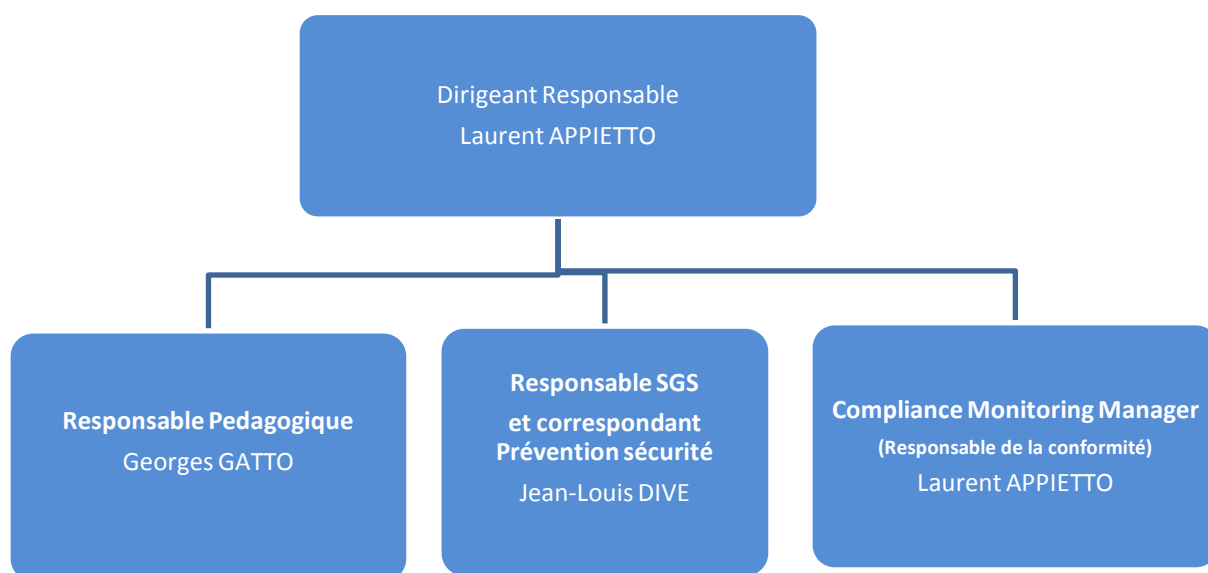 Dirigeant Responsable
Laurent APPIETTO
Responsable Pedagogique
Georges GATTO
Responsable SGS
et correspondant
Prévention sécurité
Jean-Louis DIVE
Compliance Monitoring Manager
(Responsable de la conformité)
Laurent APPIETTO